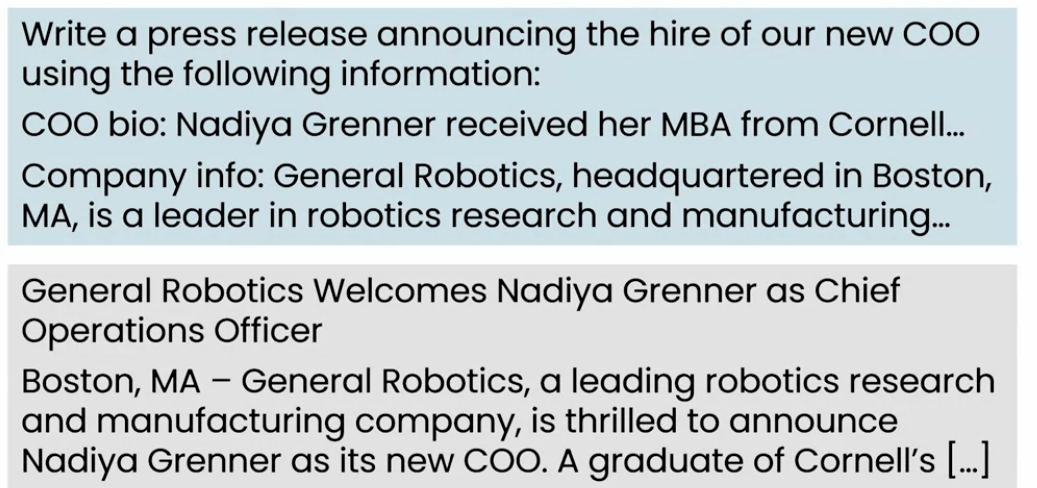 Write a press release announcing the hire of our new COO
using the following information:
COO bio: Nadiya Grenner received her MBA from Cornell...
Company info: General Robotics, headquartered in Boston,
MA, is a leader in robotics research and manufacturing...
General Robotics Welcomes Nadiya Grenner as Chief
Operations Officer
Boston, MA – General Robotics, a leading robotics research
and manufacturing company, is thrilled to announce
Nadiya Grenner as its new COO. A graduate of Cornell’s [...]